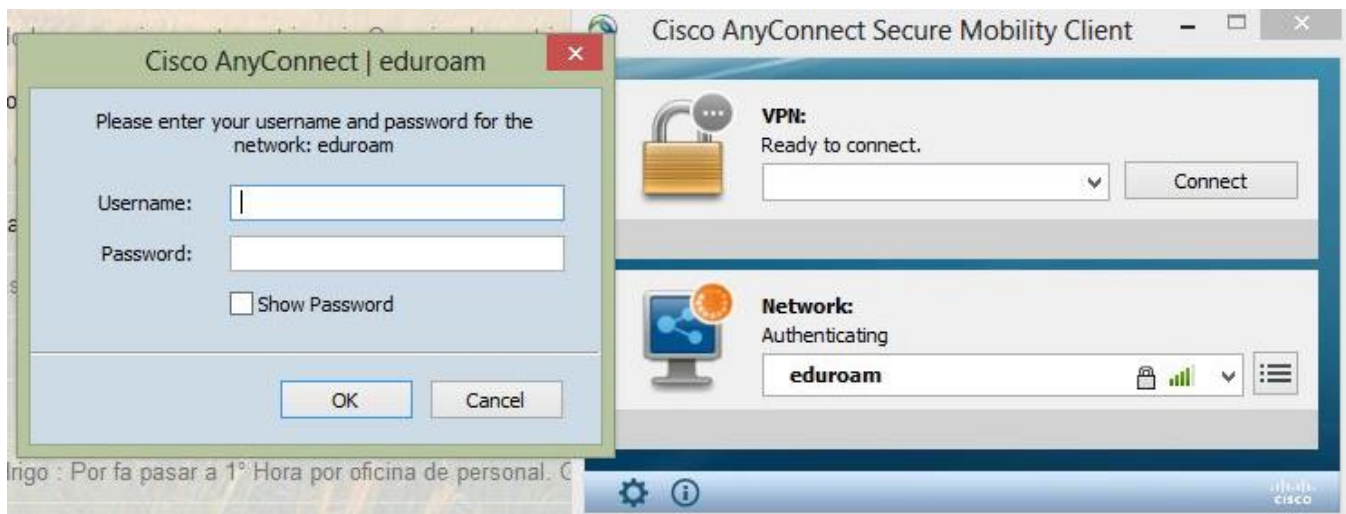 Cisco AnyConnect | eduroam
Please enter your username and password for the
network: eduroam
Username:
Password:
Show Password
OK
Cancel
Cisco AnyConnect Secure Mobility Client
VPN:
Ready to connect.
Connect
Network:
Authenticating
eduroam
cisco
rigo : Por fa pasar a 1° Hora por oficina de personal.